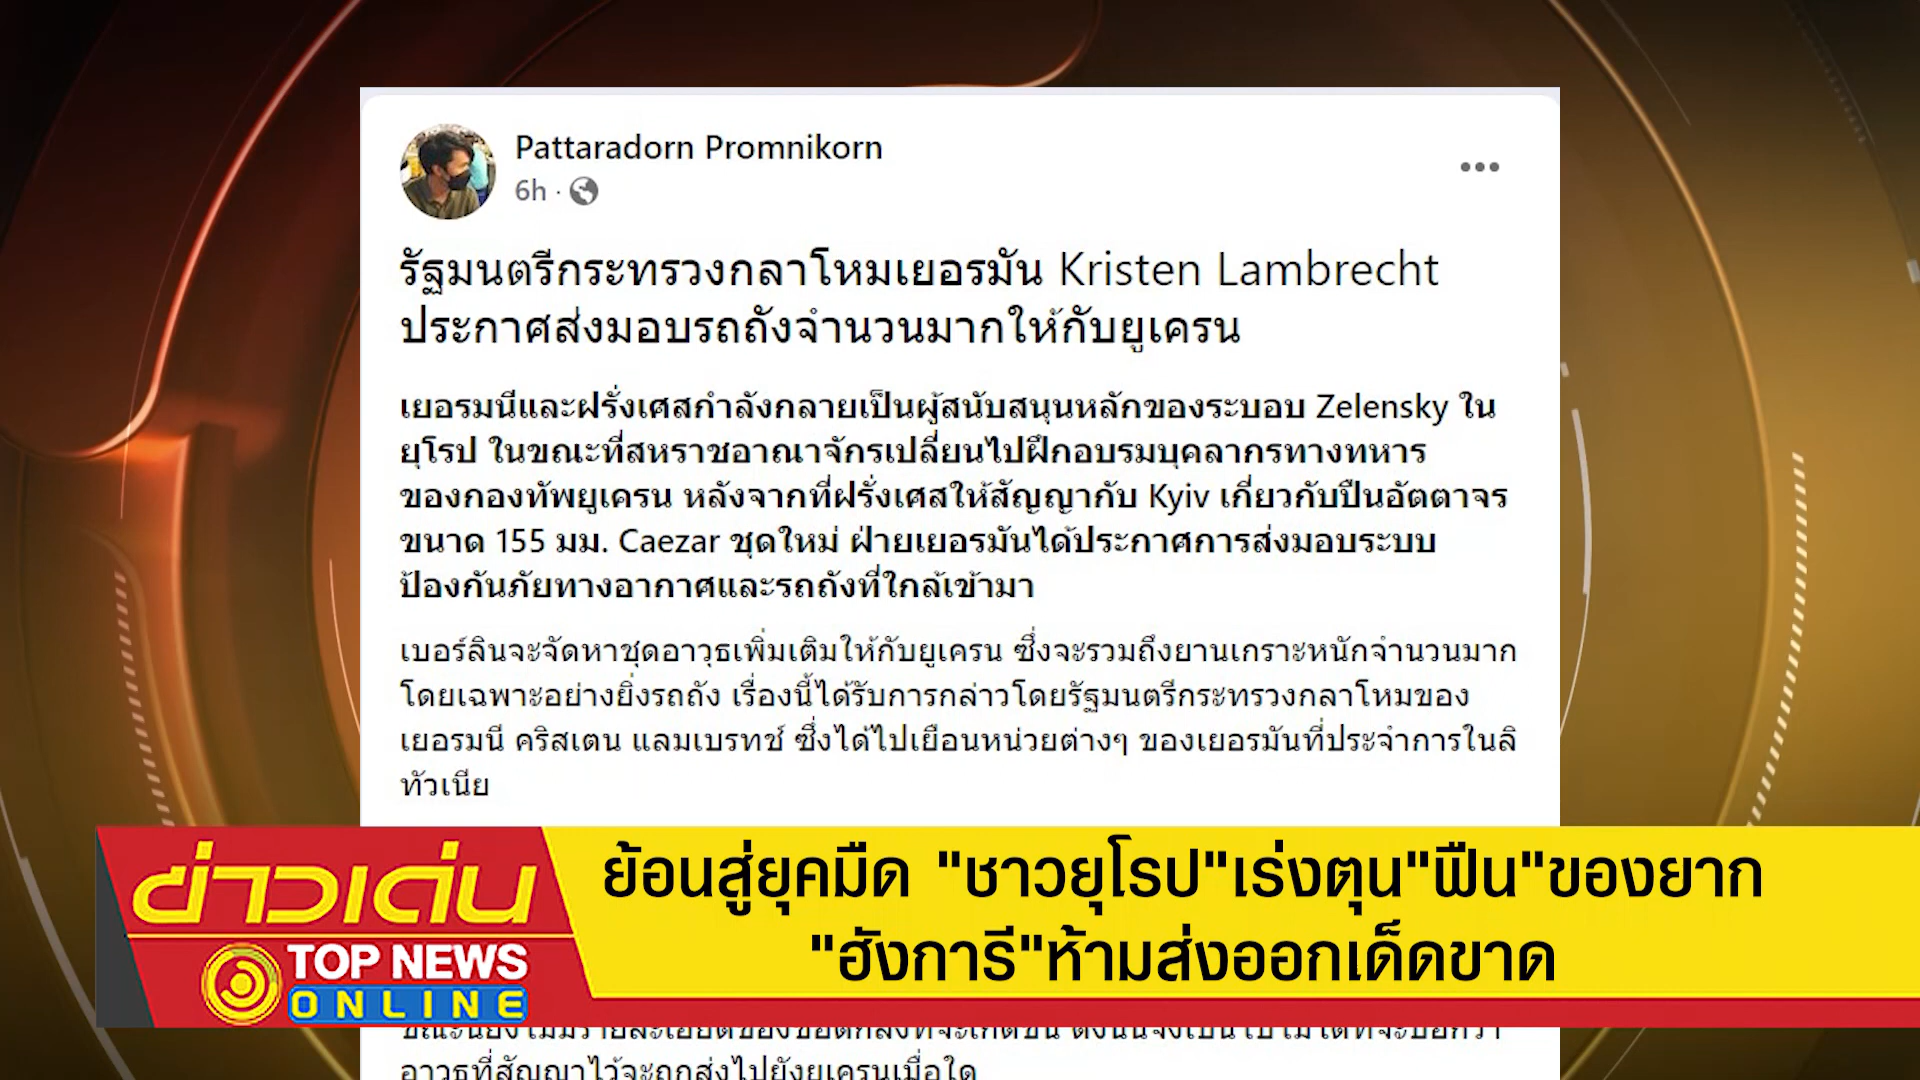 Pattaradorn Promnikorn
6h ·
รัฐมนตรีกระทรวงกลาโหมเยอรมัน Kristen Lambrecht
ประกาศส่งมอบรถถังจำนวนมากให้กับยูเครน
เยอรมนีและฝรั่งเศสกำลังกลายเป็นผู้สนับสนุนหลักของระบอบ Zelensky ใน
ยุโรป ในขณะที่สหราชอาณาจักรเปลี่ยนไปฝึกอบรมบุคลากรทางทหาร
ของกองทัพยูเครน หลังจากที่ฝรั่งเศสให้สัญญากับ Kyiv เกี่ยวกับปืนอัตตาจร
ขนาด 155 มม. Caezar ชุดใหม่ ฝ่ายเยอรมันได้ประกาศการส่งมอบระบบ
ป้องกันภัยทางอากาศและรถถังที่ใกล้เข้ามา
เบอร์ลินจะจัดหาชุดอาวุธเพิ่มเติมให้กับยูเครน ซึ่งจะรวมถึงยานเกราะหนักจำนวนมาก
โดยเฉพาะอย่างยิ่งรถถัง เรื่องนี้ได้รับการกล่าวโดยรัฐมนตรีกระทรวงกลาโหมของ
เยอรมนี คริสเตน แลมเบรทช์ ซึ่งได้ไปเยือนหน่วยต่างๆ ของเยอรมันที่ประจำการในลิ
ทัวเนีย
ข่าวเด่น
TOP NEWS
ONLINE
ย้อนสู่ยุคมืด "ชาวยุโรป"เร่งตุน"ฟืน"ของยาก
"ฮังการี"ห้ามส่งออกเด็ดขาด
อาวุธที่สัญญาไว้จะถูกส่งไปยังยูเครนเมื่อใด